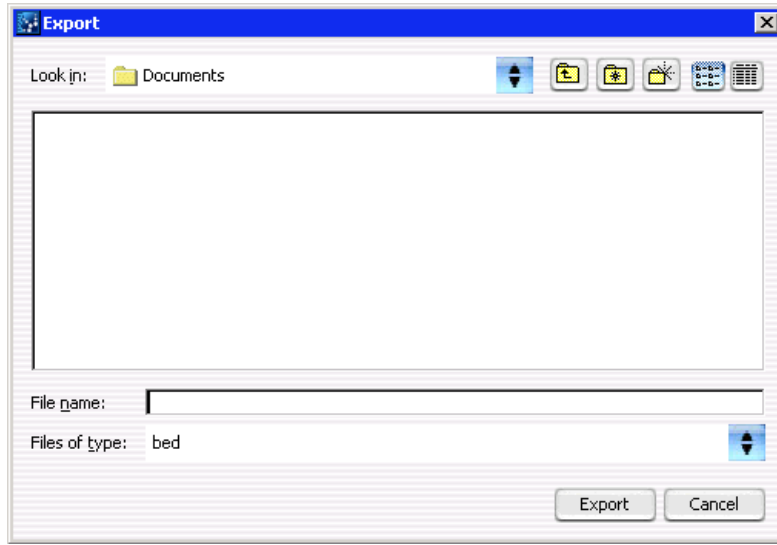 Export
Look in: Documents
File name:
Files of type: bed
Export Cancel